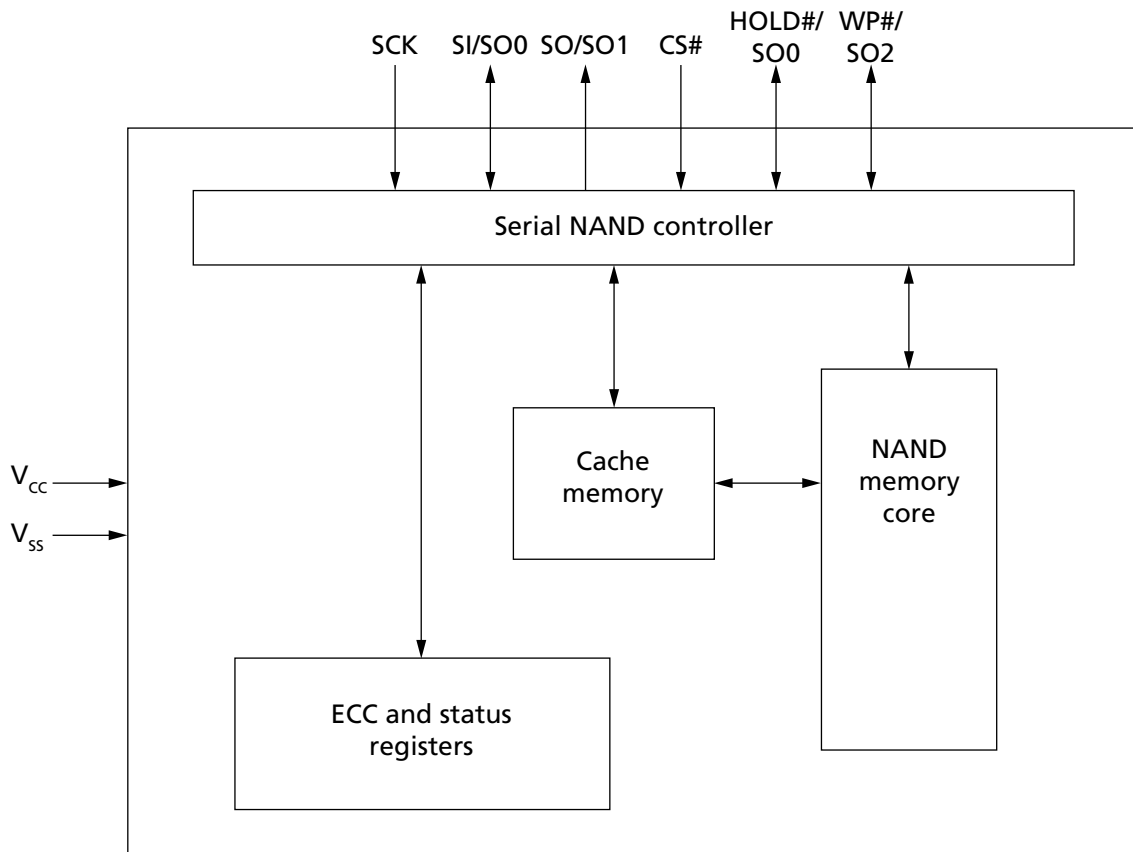 SCK
SI/SO0
SO/SO1
CS#
HOLD#/
SO0
WP#/
SO2
Serial NAND controller
Cache
memory
NAND
memory
core
VCC
VSS
ECC and status
registers